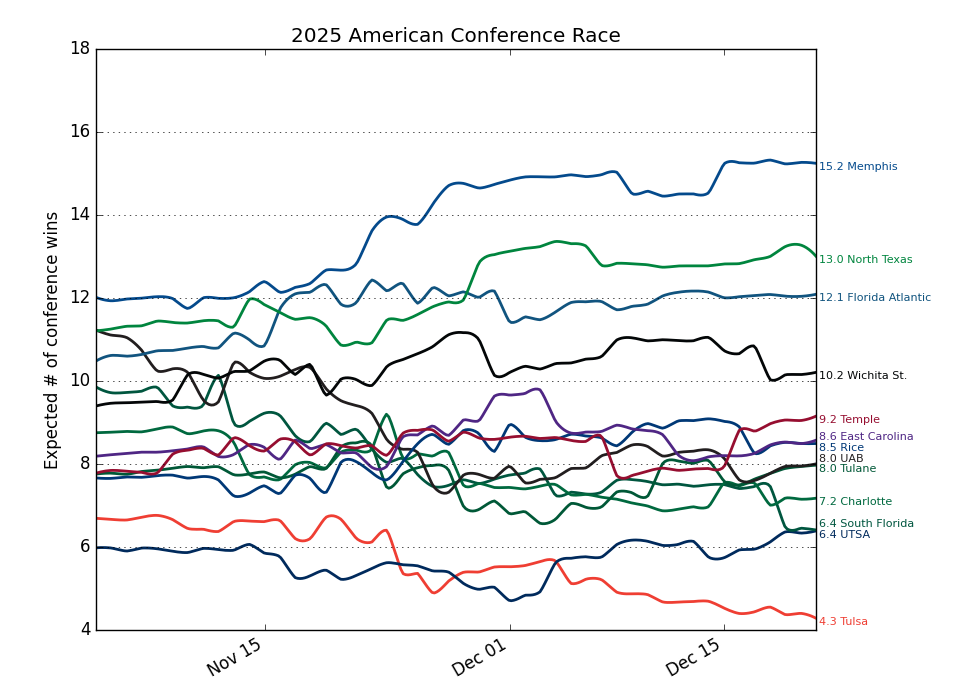 2025 American Conference Race
Expected # of conference wins
18
16
14
12
10
8
6
4
Nov 15
Dec 01
Dec 15
15.2 Memphis
13.0 North Texas
12.1 Florida Atlantic
10.2 Wichita St.
9.2 Temple
8.6 East Carolina
8.5 Rice
8.0 UAB
8.0 Tulane
7.2 Charlotte
6.4 South Florida
6.4 UTSA
4.3 Tulsa